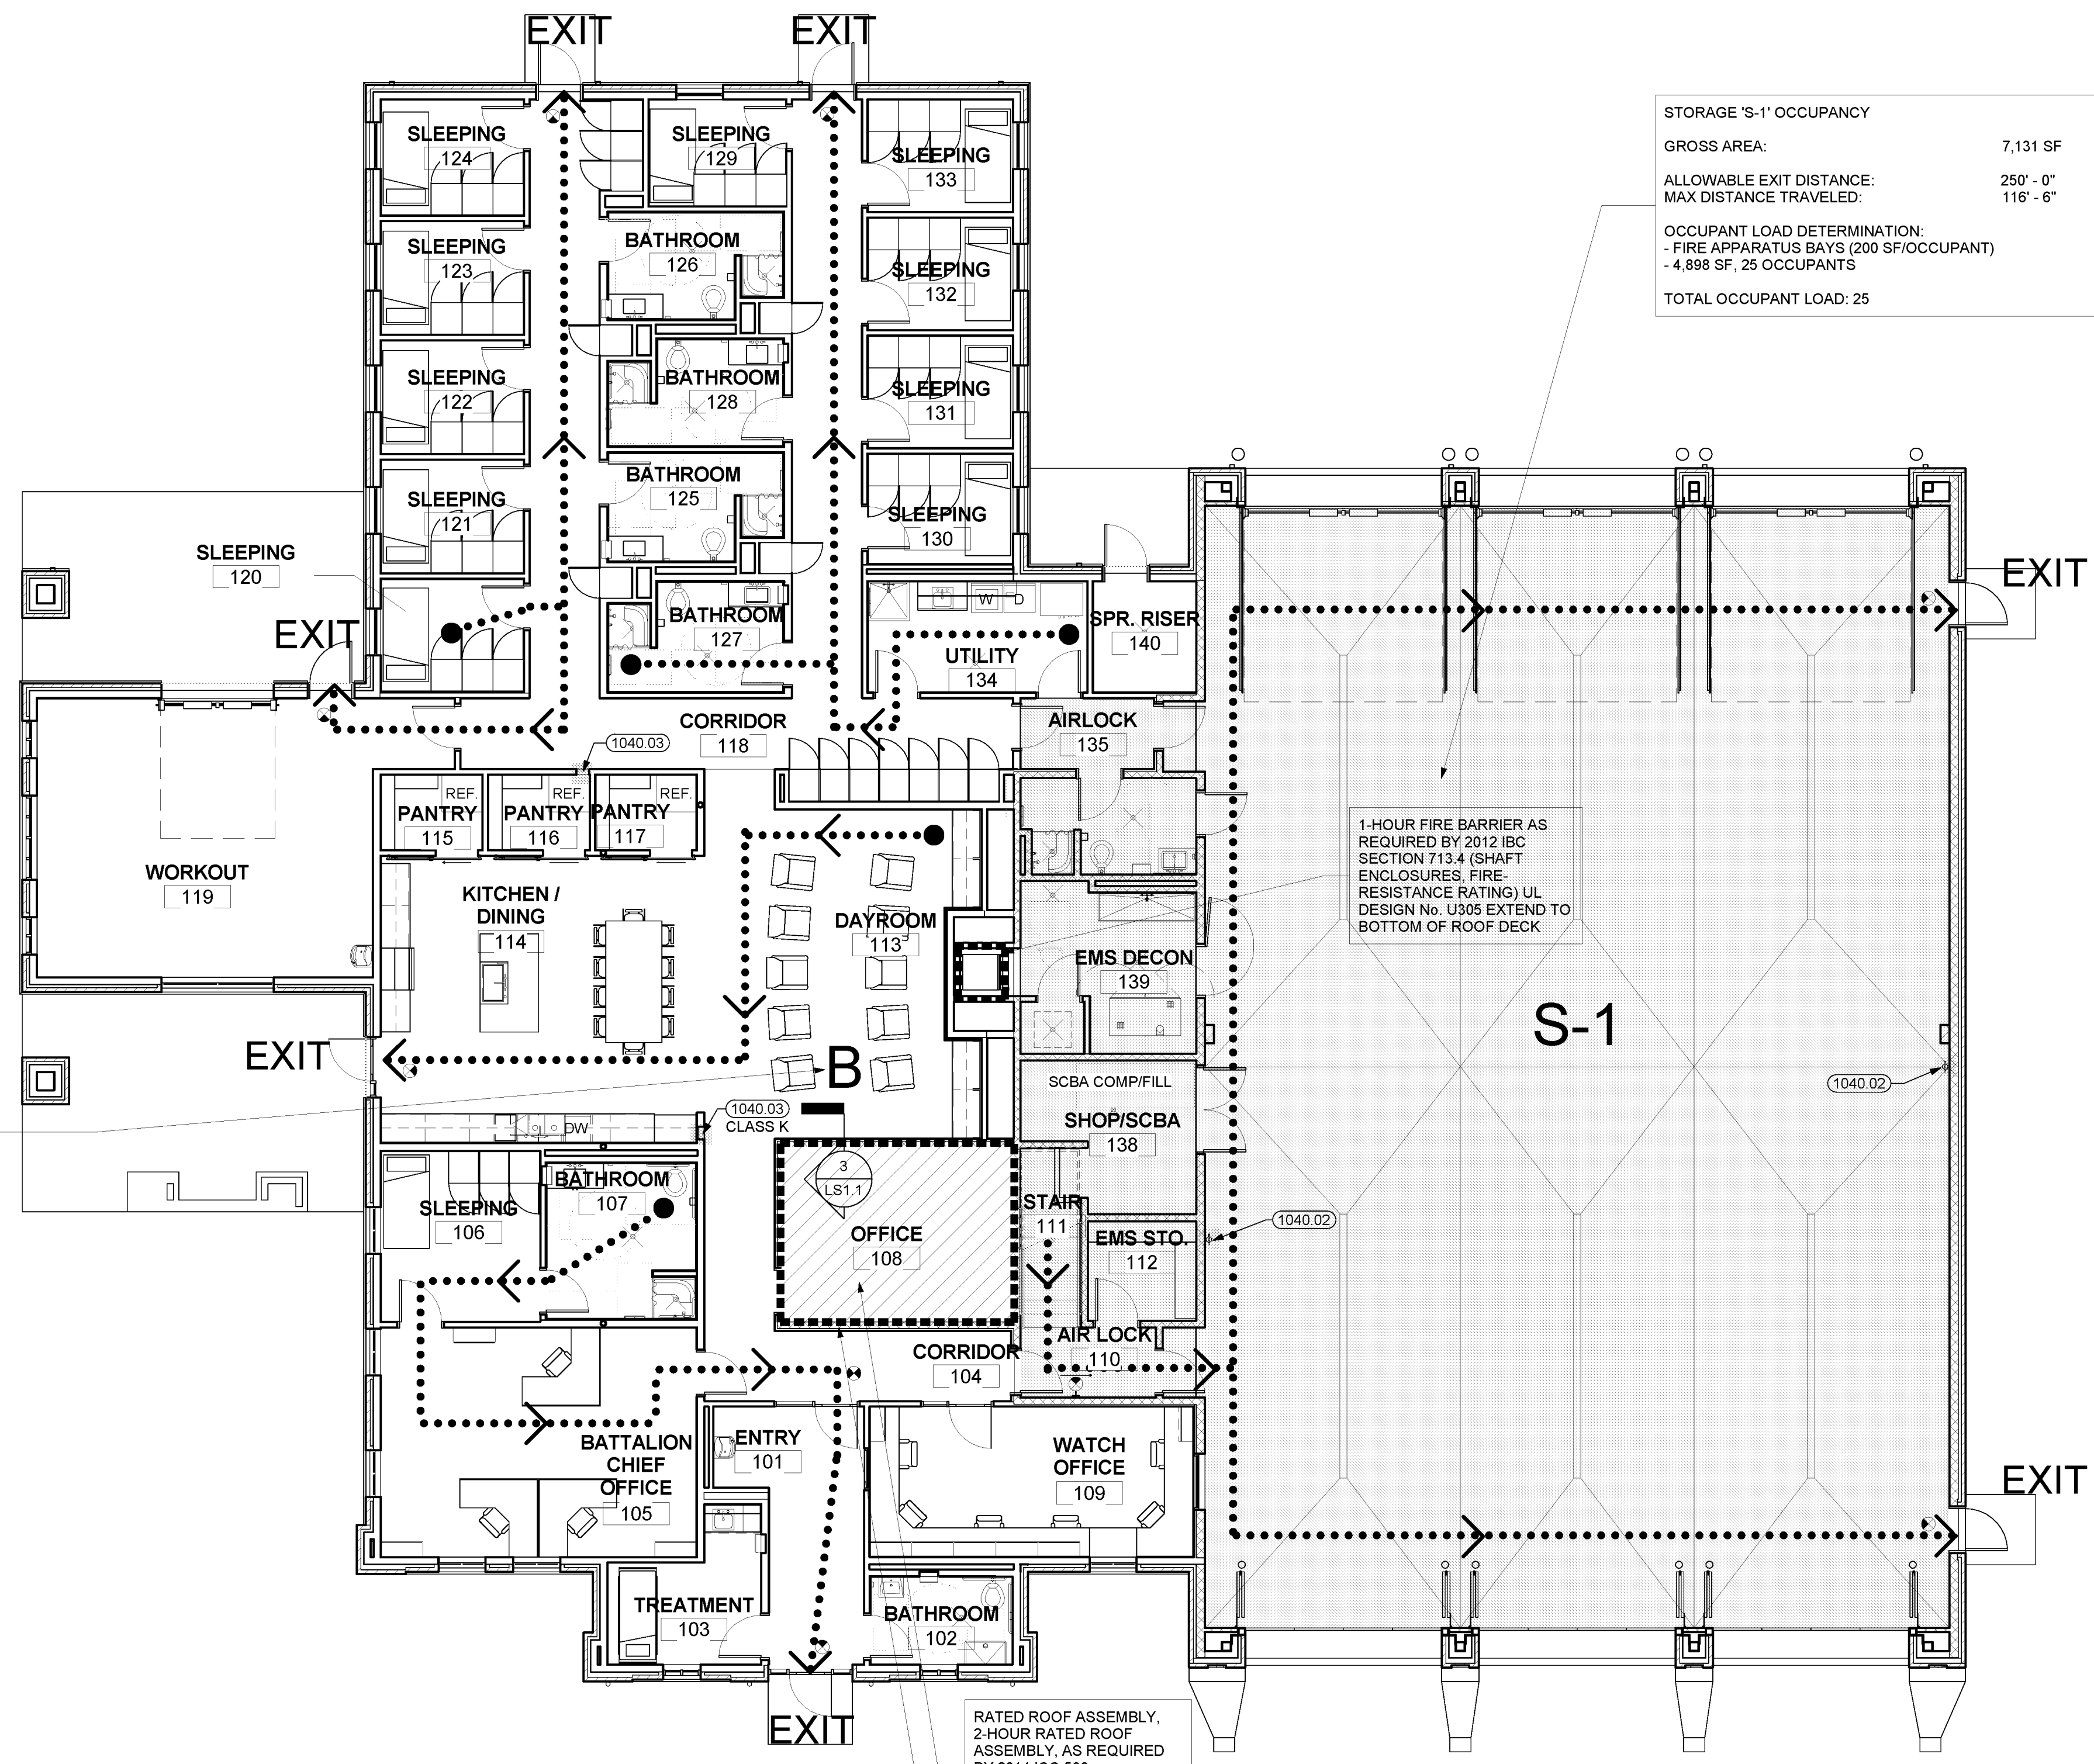 EXIT
EXIT
STORAGE 'S-1' OCCUPANCY
GROSS AREA: 7,131 SF
ALLOWABLE EXIT DISTANCE: 250' - 0"
MAX DISTANCE TRAVELED: 116' - 6"
OCCUPANT LOAD DETERMINATION:
- FIRE APPARATUS BAYS (200 SF/OCCUPANT)
- 4,898 SF, 25 OCCUPANTS
TOTAL OCCUPANT LOAD: 25
SLEEPING
124
SLEEPING
129
SLEEPING
133
SLEEPING
123
BATHROOM
126
SLEEPING
132
SLEEPING
122
BATHROOM
128
SLEEPING
131
SLEEPING
121
BATHROOM
125
SLEEPING
130
SLEEPING
120
EXIT
BATHROOM
127
W D
UTILITY
134
SPR. RISER
140
EXIT
CORRIDOR
118
AIRLOCK
135
1040.03
REF.
PANTRY
115
REF.
PANTRY
116
REF.
PANTRY
117
WORKOUT
119
KITCHEN /
DINING
114
DAYROOM
113
1-HOUR FIRE BARRIER AS
REQUIRED BY 2012 IBC
SECTION 713.4 (SHAFT
ENCLOSURES, FIRE-
RESISTANCE RATING) UL
DESIGN No. U305 EXTEND TO
BOTTOM OF ROOF DECK
EMS DECON
139
S-1
EXIT
B
SCBA COMP/FILL
SHOP/SCBA
138
1040.02
1040.03
CLASS K
DW
3
LS1.1
SLEEPING
106
BATHROOM
107
OFFICE
108
STAIR
111
EMS STO.
112
1040.02
AIR LOCK
110
CORRIDOR
104
BATTALION
CHIEF
OFFICE
105
ENTRY
101
WATCH
OFFICE
109
EXIT
TREATMENT
103
BATHROOM
102
EXIT
RATED ROOF ASSEMBLY,
2-HOUR RATED ROOF
ASSEMBLY, AS REQUIRED